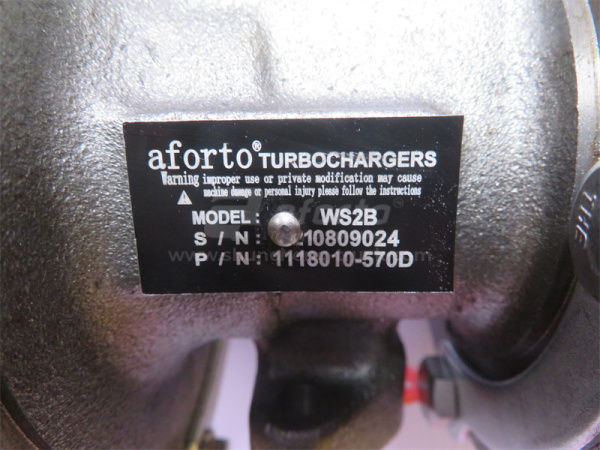 aforto® TURBOCHARGERS
Warning improper use or private modification may cause
machine damage or personal injury please follow the instructions
MODEL: WS2B
S / N: 10809024
P / N: 1118010-570D
THE